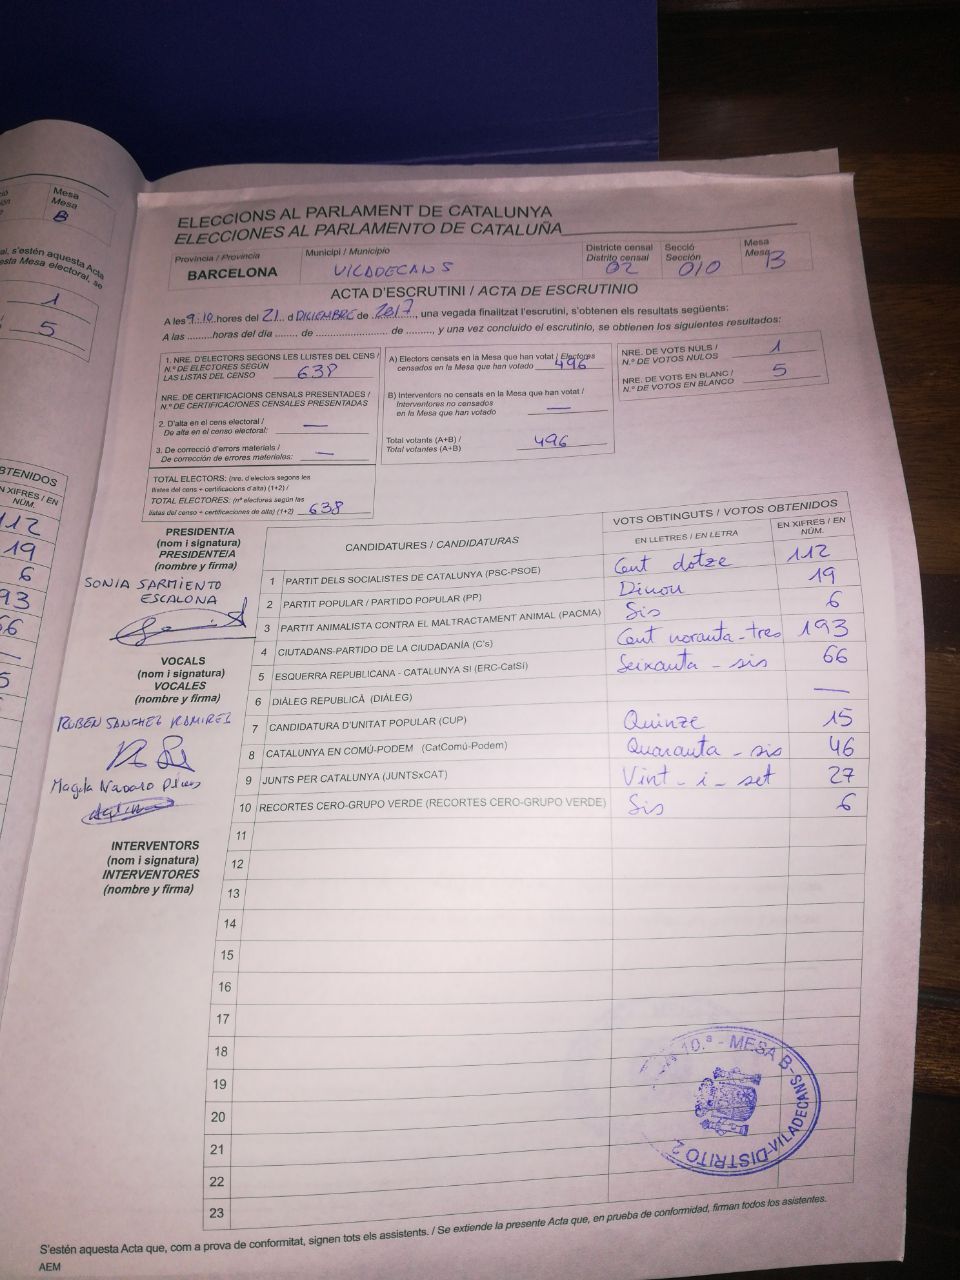 Mesa
Mesa
B
1
5
BTENIDOS
N XIFRES / EN
NÚM.
112
19
6
93
66
5
ELECCIONS AL PARLAMENT DE CATALUNYA
ELECCIONES AL PARLAMENTO DE CATALUÑA
Província / Provincia
BARCELONA
Municipi / Municipio
VILADECANS
Districte censal
Distrito censal
02
Secció
Sección
010
Mesa
Mesa
B
ACTA D'ESCRUTINI / ACTA DE ESCRUTINIO
A les 9:10 hores del 21 d DICIEMBRE de 2017, una vegada finalitzat l'escrutini, s'obtenen els resultats següents:
A las .........horas del día ....... de ....................... de ........, y una vez concluido el escrutinio, se obtienen los siguientes resultados:
1. NRE. D'ELECTORS SEGONS LES LLISTES DEL CENS /
N.º DE ELECTORES SEGÚN
LAS LISTAS DEL CENSO 638
NRE. DE CERTIFICACIONS CENSALS PRESENTADES /
N.º DE CERTIFICACIONES CENSALES PRESENTADAS
2. D'alta en el cens electoral /
De alta en el censo electoral: —
3. De correcció d'errors materials /
De corrección de errores materiales: —
TOTAL ELECTORS: (nre. d'electors segons les
llistes del cens + certificacions d'alta) (1+2) /
TOTAL ELECTORES: (nº electores según las
listas del censo + certificaciones de alta) (1+2) 638
A) Electors censats en la Mesa que han votat / Electores
censados en la Mesa que han votado 496
B) Interventors no censats en la Mesa que han votat /
Interventores no censados
en la Mesa que han votado —
Total votants (A+B) /
Total votantes (A+B) 496
NRE. DE VOTS NULS /
N.º DE VOTOS NULOS 1
NRE. DE VOTS EN BLANC /
N.º DE VOTOS EN BLANCO 5
PRESIDENT/A
(nom i signatura)
PRESIDENTE/A
(nombre y firma)
SONIA SARMIENTO
ESCALONA
VOCALS
(nom i signatura)
VOCALES
(nombre y firma)
RUBEN SANCHEZ RAMIREZ
Magda Navarro
INTERVENTORS
(nom i signatura)
INTERVENTORES
(nombre y firma)
CANDIDATURES / CANDIDATURAS
VOTS OBTINGUTS / VOTOS OBTENIDOS
EN LLETRES / EN LETRA
EN XIFRES / EN
NÚM.
1 PARTIT DELS SOCIALISTES DE CATALUNYA (PSC-PSOE) Cent dotze 112
2 PARTIT POPULAR / PARTIDO POPULAR (PP) Dinou 19
3 PARTIT ANIMALISTA CONTRA EL MALTRACTAMENT ANIMAL (PACMA) Sis 6
4 CIUTADANS-PARTIDO DE LA CIUDADANÍA (C's) Cent noranta-tres 193
5 ESQUERRA REPUBLICANA - CATALUNYA SI (ERC-CatSí) Seixanta - sis 66
6 DIÀLEG REPUBLICÀ (DIÀLEG) —
7 CANDIDATURA D'UNITAT POPULAR (CUP) Quinze 15
8 CATALUNYA EN COMÚ-PODEM (CatComú-Podem) Quaranta - sis 46
9 JUNTS PER CATALUNYA (JUNTSxCAT) Vint - i - set 27
10 RECORTES CERO-GRUPO VERDE (RECORTES CERO-GRUPO VERDE) Sis 6
11
12
13
14
15
16
17
18
19
20
21
22
23
10.ª - MESA B - VILADECANS - DISTRITO 2
S'estén aquesta Acta que, com a prova de conformitat, signen tots els assistents. / Se extiende la presente Acta que, en prueba de conformidad, firman todos los asistentes.
AEM